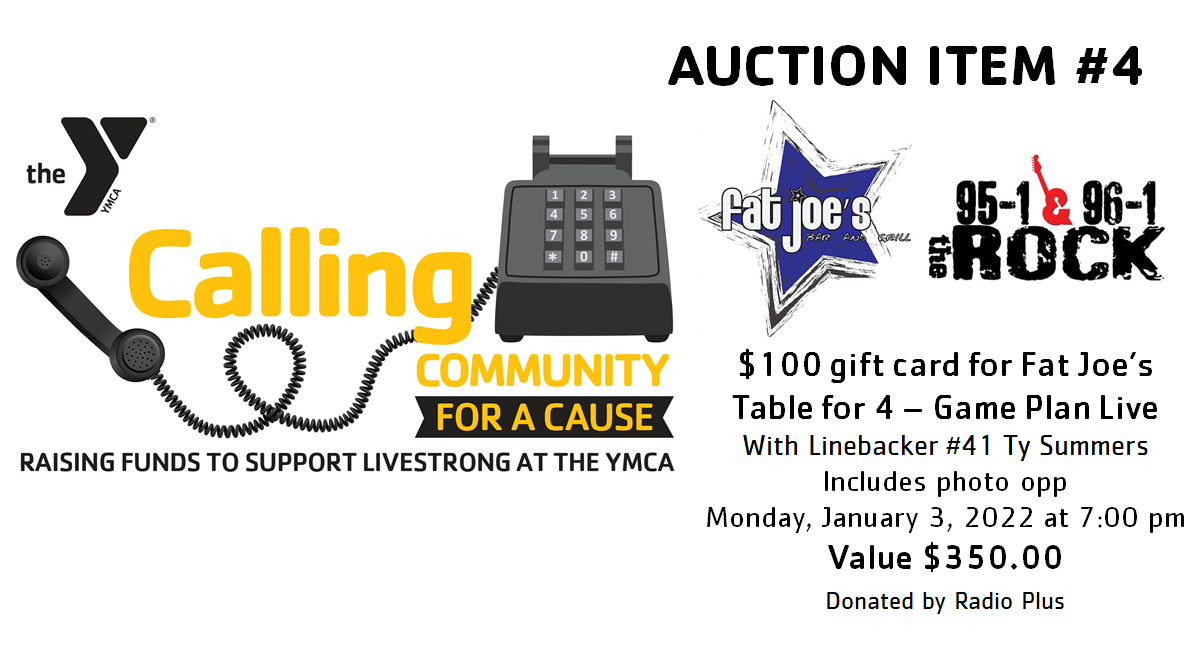 the
YMCA
®
Calling
COMMUNITY
FOR A CAUSE
RAISING FUNDS TO SUPPORT LIVESTRONG AT THE YMCA
1 2 3
4 5 6
7 8 9
* 0 #
AUCTION ITEM #4
fat joe's
BAR AND GRILL
95-1 & 96-1
the ROCK
$100 gift card for Fat Joe's
Table for 4 – Game Plan Live
With Linebacker #41 Ty Summers
Includes photo opp
Monday, January 3, 2022 at 7:00 pm
Value $350.00
Donated by Radio Plus